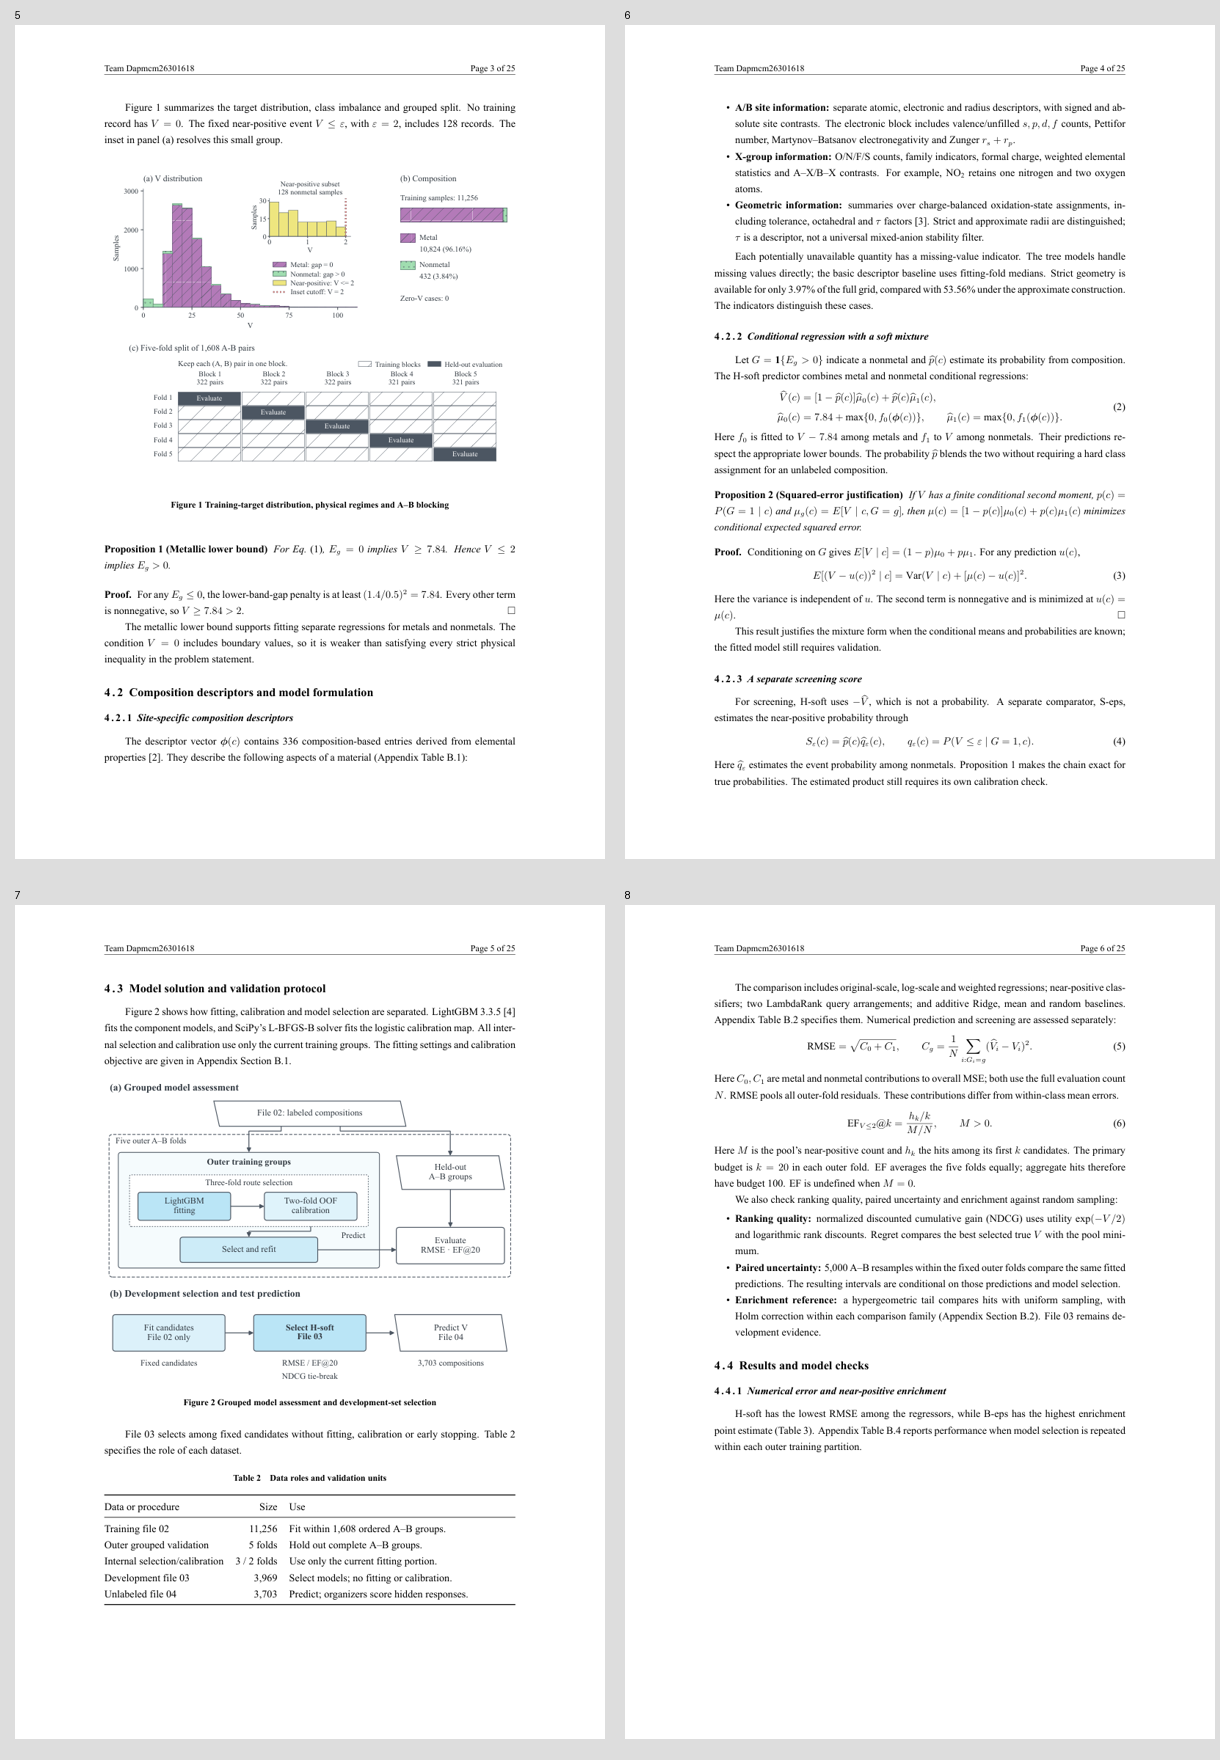 5
Team Dapmcm26301618 Page 3 of 25
Figure 1 summarizes the target distribution, class imbalance and grouped split. No training
record has V = 0. The fixed near-positive event V ≤ ε, with ε = 2, includes 128 records. The
inset in panel (a) resolves this small group.
(a) V distribution
Near-positive subset
128 nonmetal samples
Samples
3000
2000
1000
0
0 25 50 75 100
V
Samples
30
15
0
0 1 2
V
Metal: gap = 0
Nonmetal: gap > 0
Near-positive: V <= 2
Inset cutoff: V = 2
(b) Composition
Training samples: 11,256
Metal
10,824 (96.16%)
Nonmetal
432 (3.84%)
Zero-V cases: 0
(c) Five-fold split of 1,608 A-B pairs
Keep each (A, B) pair in one block. Training blocks Held-out evaluation
Block 1 Block 2 Block 3 Block 4 Block 5
322 pairs 322 pairs 322 pairs 321 pairs 321 pairs
Fold 1 Evaluate
Fold 2 Evaluate
Fold 3 Evaluate
Fold 4 Evaluate
Fold 5 Evaluate
Figure 1 Training-target distribution, physical regimes and A–B blocking
Proposition 1 (Metallic lower bound) For Eq. (1), E_g = 0 implies V ≥ 7.84. Hence V ≤ 2
implies E_g > 0.
Proof. For any E_g ≤ 0, the lower-band-gap penalty is at least (1.4/0.5)² = 7.84. Every other term
is nonnegative, so V ≥ 7.84 > 2. □
The metallic lower bound supports fitting separate regressions for metals and nonmetals. The
condition V = 0 includes boundary values, so it is weaker than satisfying every strict physical
inequality in the problem statement.
4.2 Composition descriptors and model formulation
4.2.1 Site-specific composition descriptors
The descriptor vector ϕ(c) contains 336 composition-based entries derived from elemental
properties [2]. They describe the following aspects of a material (Appendix Table B.1):
6
Team Dapmcm26301618 Page 4 of 25
• A/B site information: separate atomic, electronic and radius descriptors, with signed and ab-
solute site contrasts. The electronic block includes valence/unfilled s, p, d, f counts, Pettifor
number, Martynov–Batsanov electronegativity and Zunger r_s + r_p.
• X-group information: O/N/F/S counts, family indicators, formal charge, weighted elemental
statistics and A–X/B–X contrasts. For example, NO₂ retains one nitrogen and two oxygen
atoms.
• Geometric information: summaries over charge-balanced oxidation-state assignments, in-
cluding tolerance, octahedral and τ factors [3]. Strict and approximate radii are distinguished;
τ is a descriptor, not a universal mixed-anion stability filter.
Each potentially unavailable quantity has a missing-value indicator. The tree models handle
missing values directly; the basic descriptor baseline uses fitting-fold medians. Strict geometry is
available for only 3.97% of the full grid, compared with 53.56% under the approximate construction.
The indicators distinguish these cases.
4.2.2 Conditional regression with a soft mixture
Let G = 1{E_g > 0} indicate a nonmetal and p̂(c) estimate its probability from composition.
The H-soft predictor combines metal and nonmetal conditional regressions:
V̂(c) = [1 − p̂(c)]μ̂₀(c) + p̂(c)μ̂₁(c),
μ̂₀(c) = 7.84 + max{0, f₀(ϕ(c))}, μ̂₁(c) = max{0, f₁(ϕ(c))}. (2)
Here f₀ is fitted to V − 7.84 among metals and f₁ to V among nonmetals. Their predictions re-
spect the appropriate lower bounds. The probability p̂ blends the two without requiring a hard class
assignment for an unlabeled composition.
Proposition 2 (Squared-error justification) If V has a finite conditional second moment, p(c) =
P(G = 1 | c) and μ_g(c) = E[V | c, G = g], then μ(c) = [1 − p(c)]μ₀(c) + p(c)μ₁(c) minimizes
conditional expected squared error.
Proof. Conditioning on G gives E[V | c] = (1 − p)μ₀ + pμ₁. For any prediction u(c),
E[(V − u(c))² | c] = Var(V | c) + [μ(c) − u(c)]². (3)
Here the variance is independent of u. The second term is nonnegative and is minimized at u(c) =
μ(c). □
This result justifies the mixture form when the conditional means and probabilities are known;
the fitted model still requires validation.
4.2.3 A separate screening score
For screening, H-soft uses −V̂, which is not a probability. A separate comparator, S-eps,
estimates the near-positive probability through
S_ε(c) = p̂(c)q̂_ε(c), q_ε(c) = P(V ≤ ε | G = 1, c). (4)
Here q̂_ε estimates the event probability among nonmetals. Proposition 1 makes the chain exact for
true probabilities. The estimated product still requires its own calibration check.
7
Team Dapmcm26301618 Page 5 of 25
4.3 Model solution and validation protocol
Figure 2 shows how fitting, calibration and model selection are separated. LightGBM 3.3.5 [4]
fits the component models, and SciPy's L-BFGS-B solver fits the logistic calibration map. All inter-
nal selection and calibration use only the current training groups. The fitting settings and calibration
objective are given in Appendix Section B.1.
(a) Grouped model assessment
File 02: labeled compositions
Five outer A–B folds
Outer training groups
Three-fold route selection
LightGBM
fitting
Two-fold OOF
calibration
Select and refit
Predict
Held-out
A–B groups
Evaluate
RMSE · EF@20
(b) Development selection and test prediction
Fit candidates
File 02 only
Select H-soft
File 03
Predict V
File 04
Fixed candidates RMSE / EF@20 3,703 compositions
NDCG tie-break
Figure 2 Grouped model assessment and development-set selection
File 03 selects among fixed candidates without fitting, calibration or early stopping. Table 2
specifies the role of each dataset.
Table 2 Data roles and validation units
Data or procedure Size Use
Training file 02 11,256 Fit within 1,608 ordered A–B groups.
Outer grouped validation 5 folds Hold out complete A–B groups.
Internal selection/calibration 3 / 2 folds Use only the current fitting portion.
Development file 03 3,969 Select models; no fitting or calibration.
Unlabeled file 04 3,703 Predict; organizers score hidden responses.
8
Team Dapmcm26301618 Page 6 of 25
The comparison includes original-scale, log-scale and weighted regressions; near-positive clas-
sifiers; two LambdaRank query arrangements; and additive Ridge, mean and random baselines.
Appendix Table B.2 specifies them. Numerical prediction and screening are assessed separately:
RMSE = √(C₀ + C₁), C_g = 1/N ∑_{i:G_i=g} (V̂_i − V_i)². (5)
Here C₀, C₁ are metal and nonmetal contributions to overall MSE; both use the full evaluation count
N. RMSE pools all outer-fold residuals. These contributions differ from within-class mean errors.
EF_{V≤2}@k = (h_k/k)/(M/N), M > 0. (6)
Here M is the pool's near-positive count and h_k the hits among its first k candidates. The primary
budget is k = 20 in each outer fold. EF averages the five folds equally; aggregate hits therefore
have budget 100. EF is undefined when M = 0.
We also check ranking quality, paired uncertainty and enrichment against random sampling:
• Ranking quality: normalized discounted cumulative gain (NDCG) uses utility exp(−V/2)
and logarithmic rank discounts. Regret compares the best selected true V with the pool mini-
mum.
• Paired uncertainty: 5,000 A–B resamples within the fixed outer folds compare the same fitted
predictions. The resulting intervals are conditional on those predictions and model selection.
• Enrichment reference: a hypergeometric tail compares hits with uniform sampling, with
Holm correction within each comparison family (Appendix Section B.2). File 03 remains de-
velopment evidence.
4.4 Results and model checks
4.4.1 Numerical error and near-positive enrichment
H-soft has the lowest RMSE among the regressors, while B-eps has the highest enrichment
point estimate (Table 3). Appendix Table B.4 reports performance when model selection is repeated
within each outer training partition.